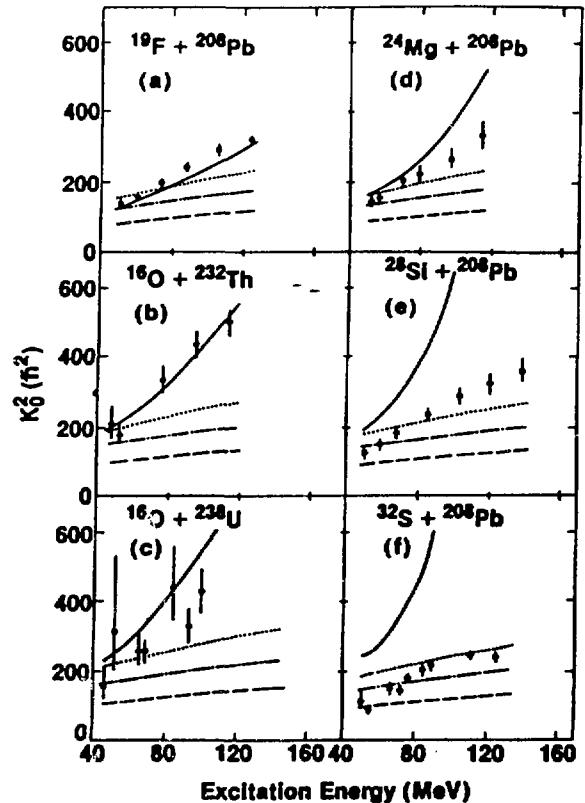 600
400
200
0
19F + 208Pb
(a)
24Mg + 208Pb
(d)
600
400
200
0
16O + 232Th
(b)
28Si + 208Pb
(e)
K₀² (ħ²)
600
400
200
0
16O + 238U
(c)
32S + 208Pb
(f)
40 80 120 160 40 80 120 160
Excitation Energy (MeV)